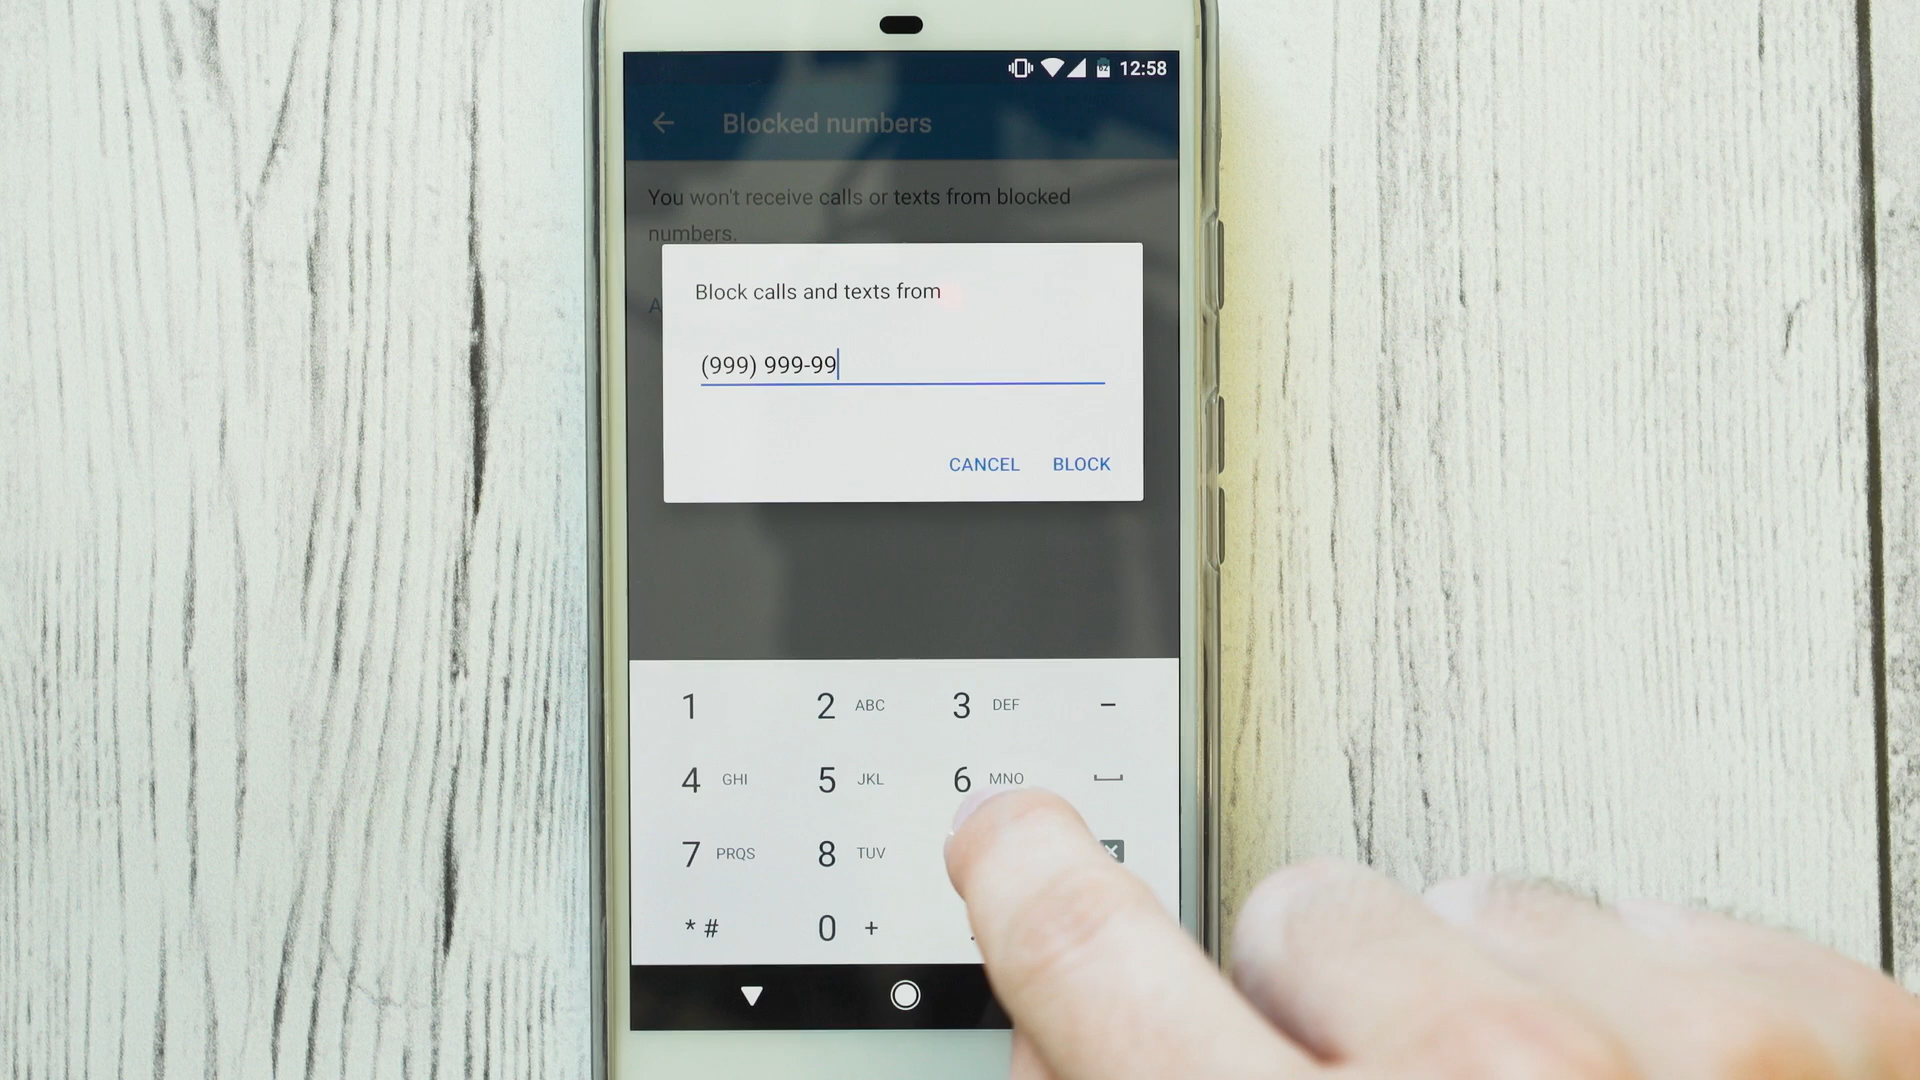 12:58
Blocked numbers
You won't receive calls or texts from blocked
numbers.
A
Block calls and texts from
(999) 999-99
CANCEL BLOCK
1 2 ABC 3 DEF –
4 GHI 5 JKL 6 MNO
7 PRQS 8 TUV
* # 0 + .